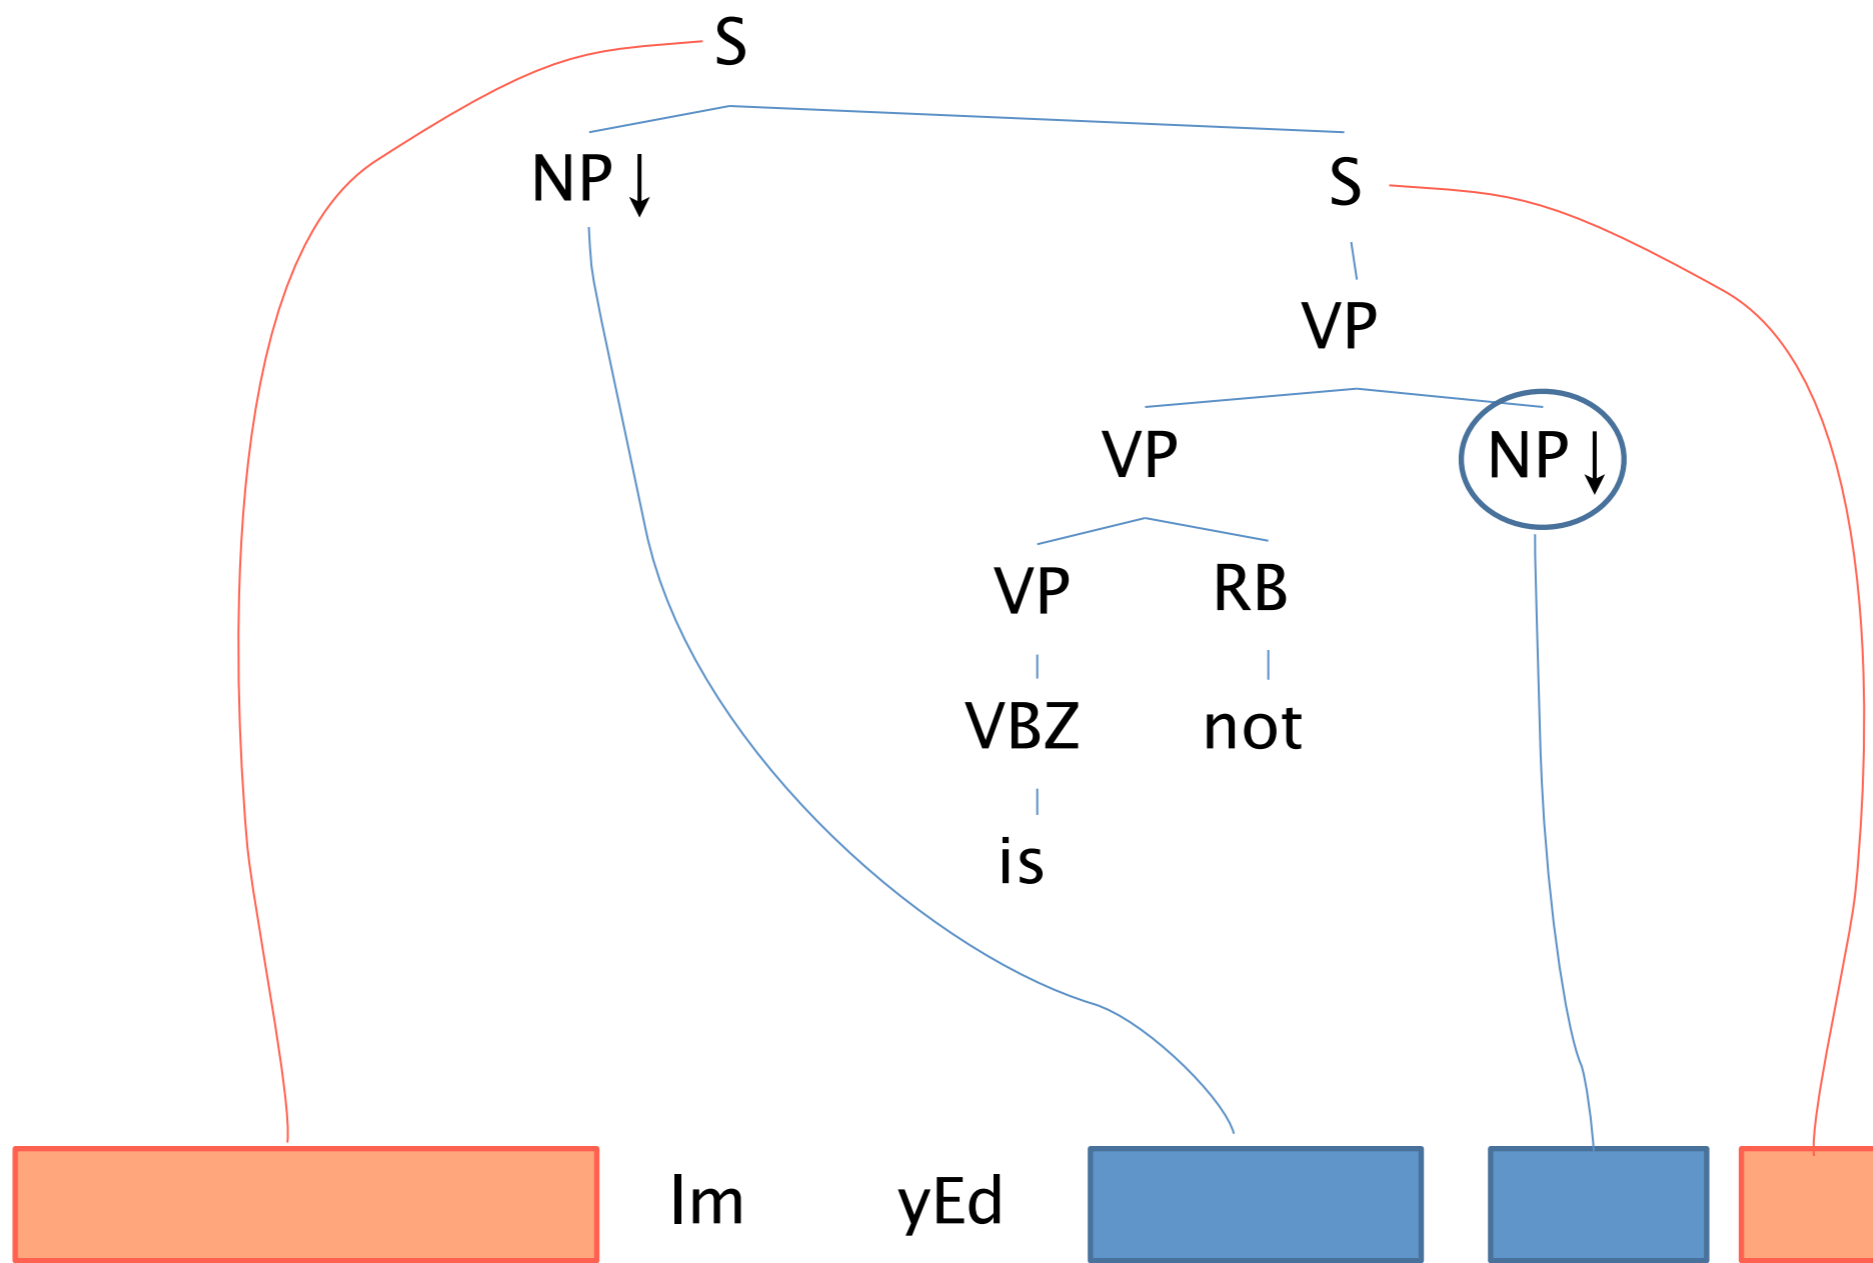 S
NP↓ S
VP
VP NP↓
VP RB
VBZ not
is
lm yEd